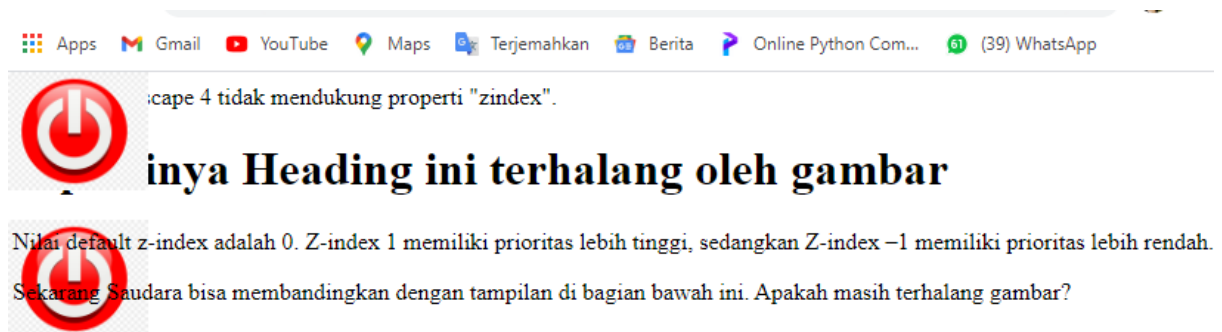 Apps Gmail YouTube Maps Terjemahkan Berita Online Python Com... (39) WhatsApp
scape 4 tidak mendukung properti "zindex".
inya Heading ini terhalang oleh gambar
Nilai default z-index adalah 0. Z-index 1 memiliki prioritas lebih tinggi, sedangkan Z-index –1 memiliki prioritas lebih rendah.
Sekarang Saudara bisa membandingkan dengan tampilan di bagian bawah ini. Apakah masih terhalang gambar?